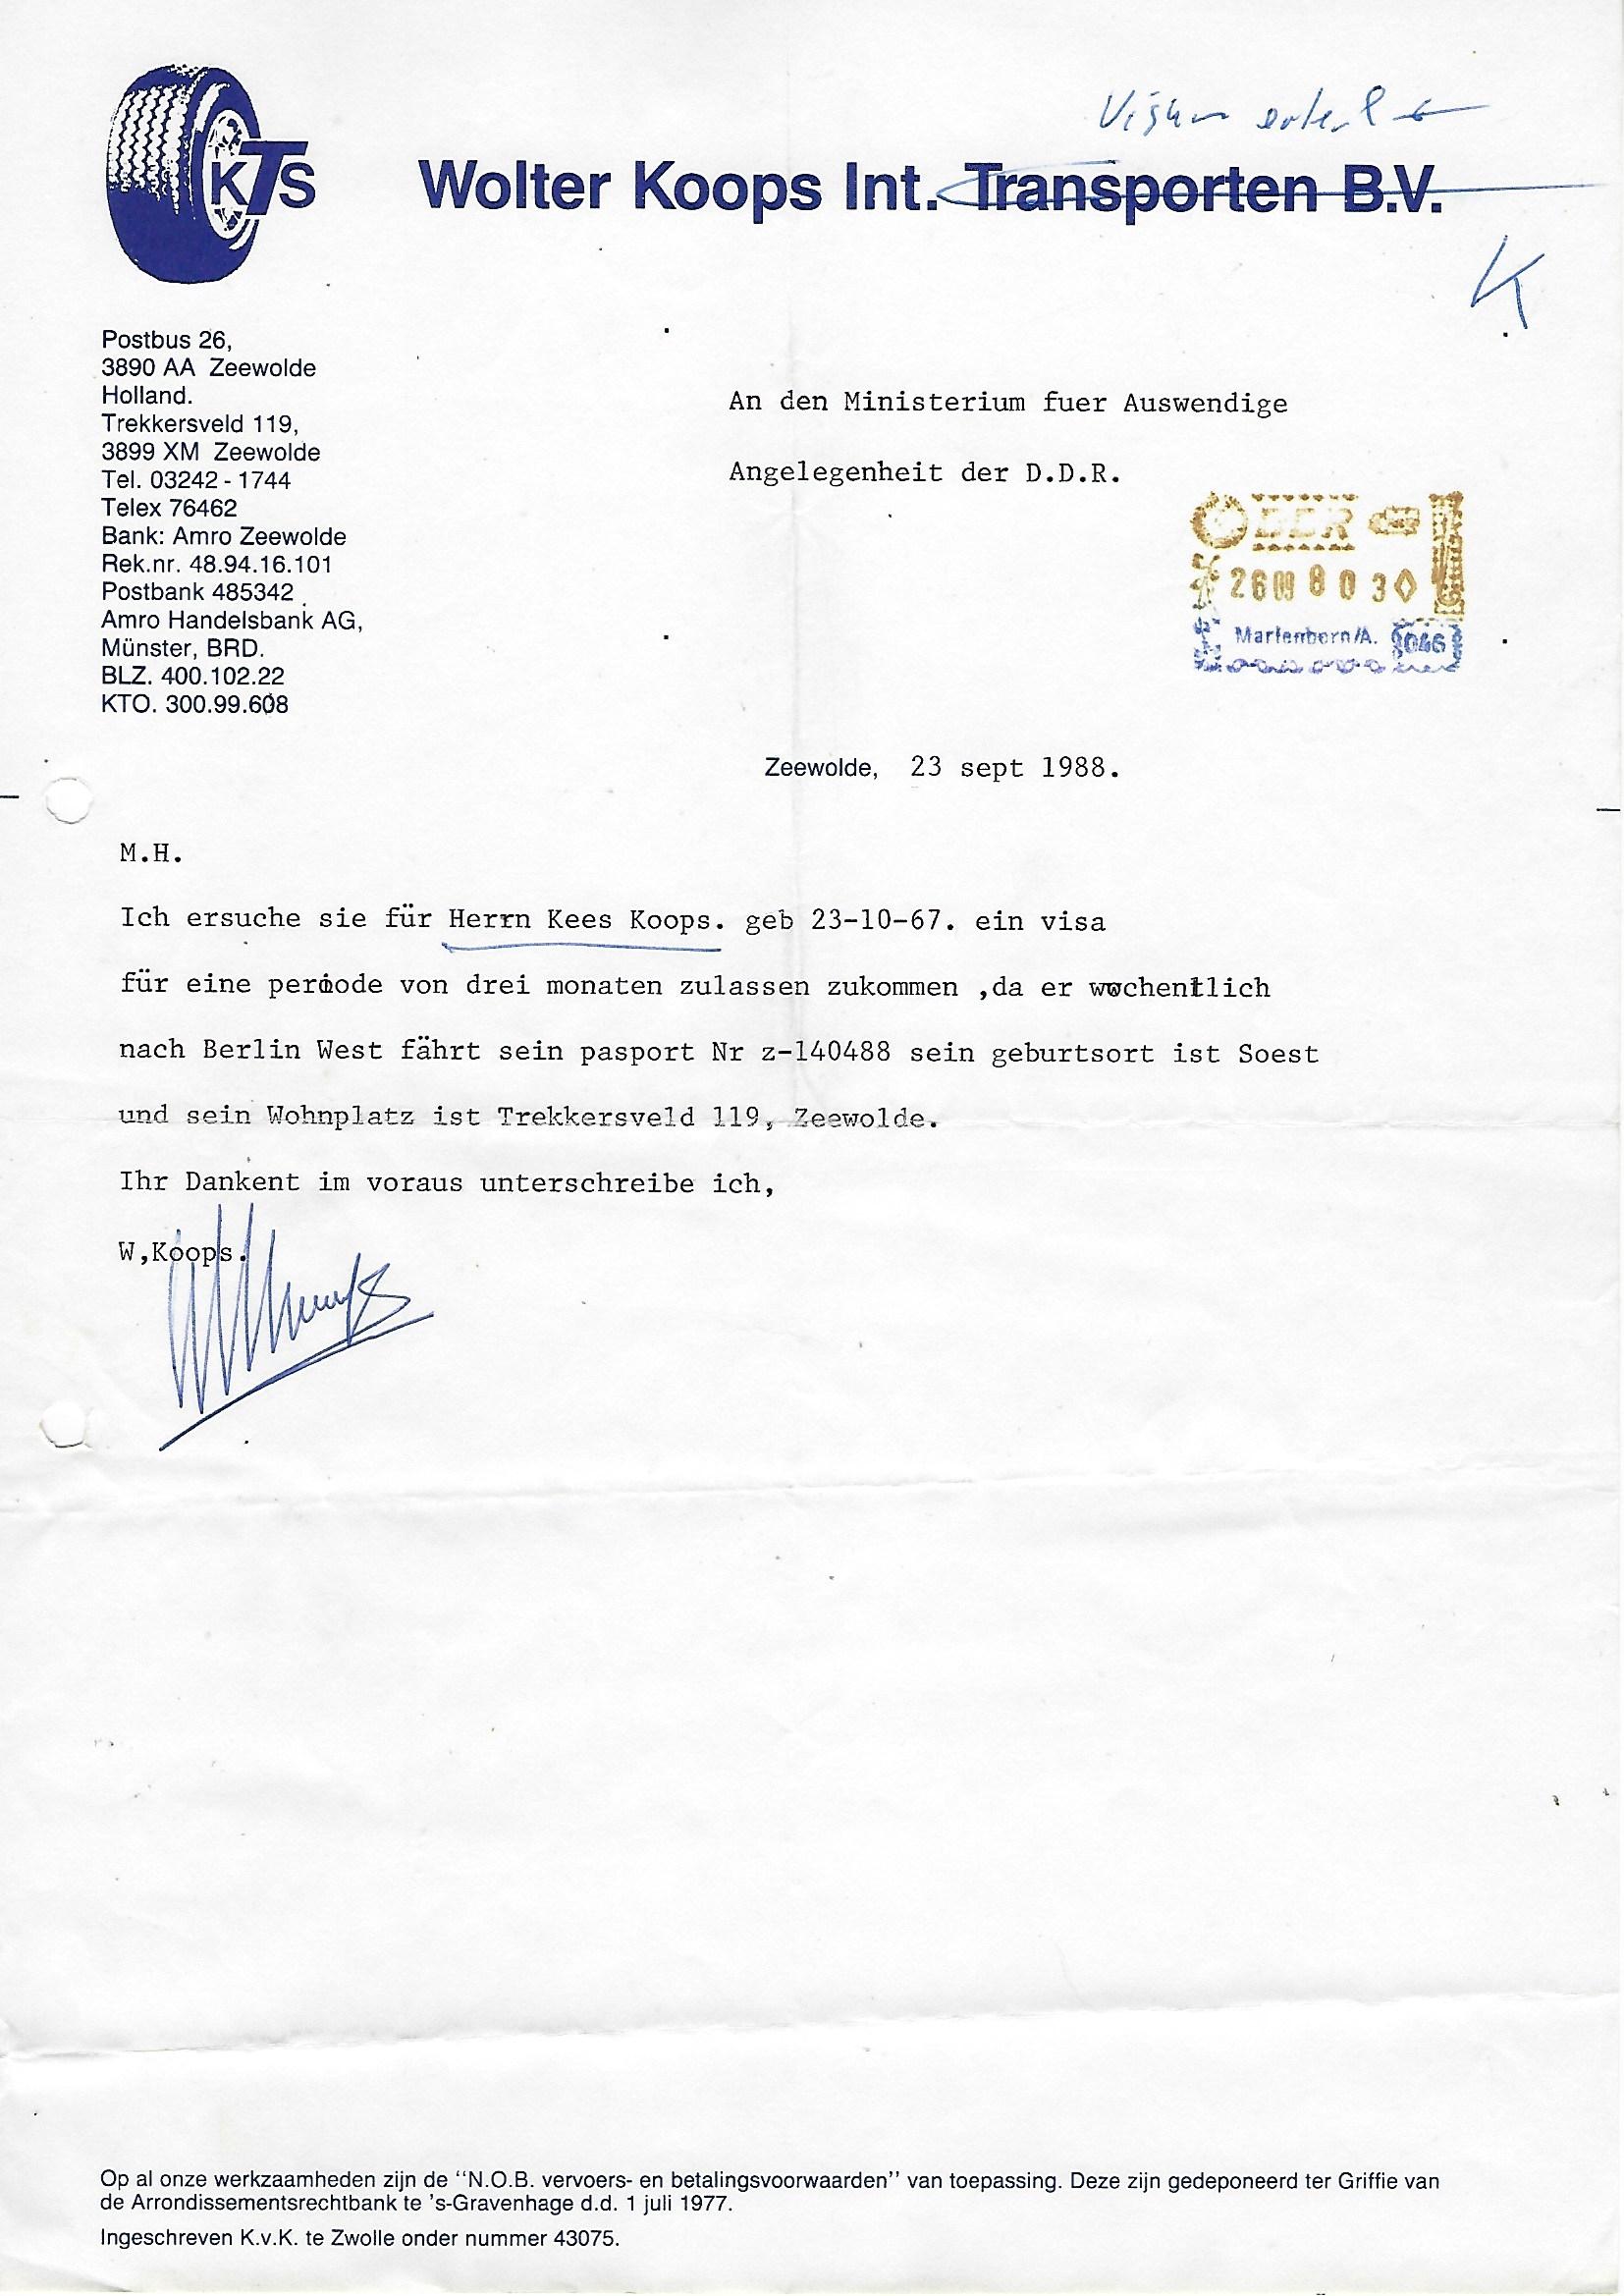 KTS
Visum erteilt
Wolter Koops Int. Transporten B.V.
K
Postbus 26,
3890 AA Zeewolde
Holland.
Trekkersveld 119,
3899 XM Zeewolde
Tel. 03242 - 1744
Telex 76462
Bank: Amro Zeewolde
Rek.nr. 48.94.16.101
Postbank 485342
Amro Handelsbank AG,
Münster, BRD.
BLZ. 400.102.22
KTO. 300.99.608
An den Ministerium fuer Auswendige
Angelegenheit der D.D.R.
DDR
Marienborn/A. 046
Zeewolde, 23 sept 1988.
M.H.
Ich ersuche sie für Herrn Kees Koops. geb 23-10-67. ein visa
für eine periode von drei monaten zulassen zukommen ,da er wochentlich
nach Berlin West fährt sein pasport Nr z-140488 sein geburtsort ist Soest
und sein Wohnplatz ist Trekkersveld 119, Zeewolde.
Ihr Dankent im voraus unterschreibe ich,
W,Koops.
Op al onze werkzaamheden zijn de "N.O.B. vervoers- en betalingsvoorwaarden" van toepassing. Deze zijn gedeponeerd ter Griffie van
de Arrondissementsrechtbank te 's-Gravenhage d.d. 1 juli 1977.
Ingeschreven K.v.K. te Zwolle onder nummer 43075.